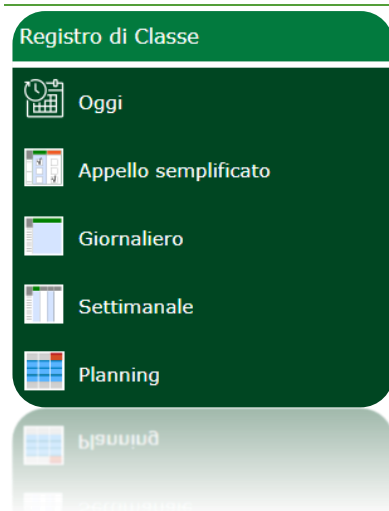 Registro di Classe
Oggi
Appello semplificato
Giornaliero
Settimanale
Planning